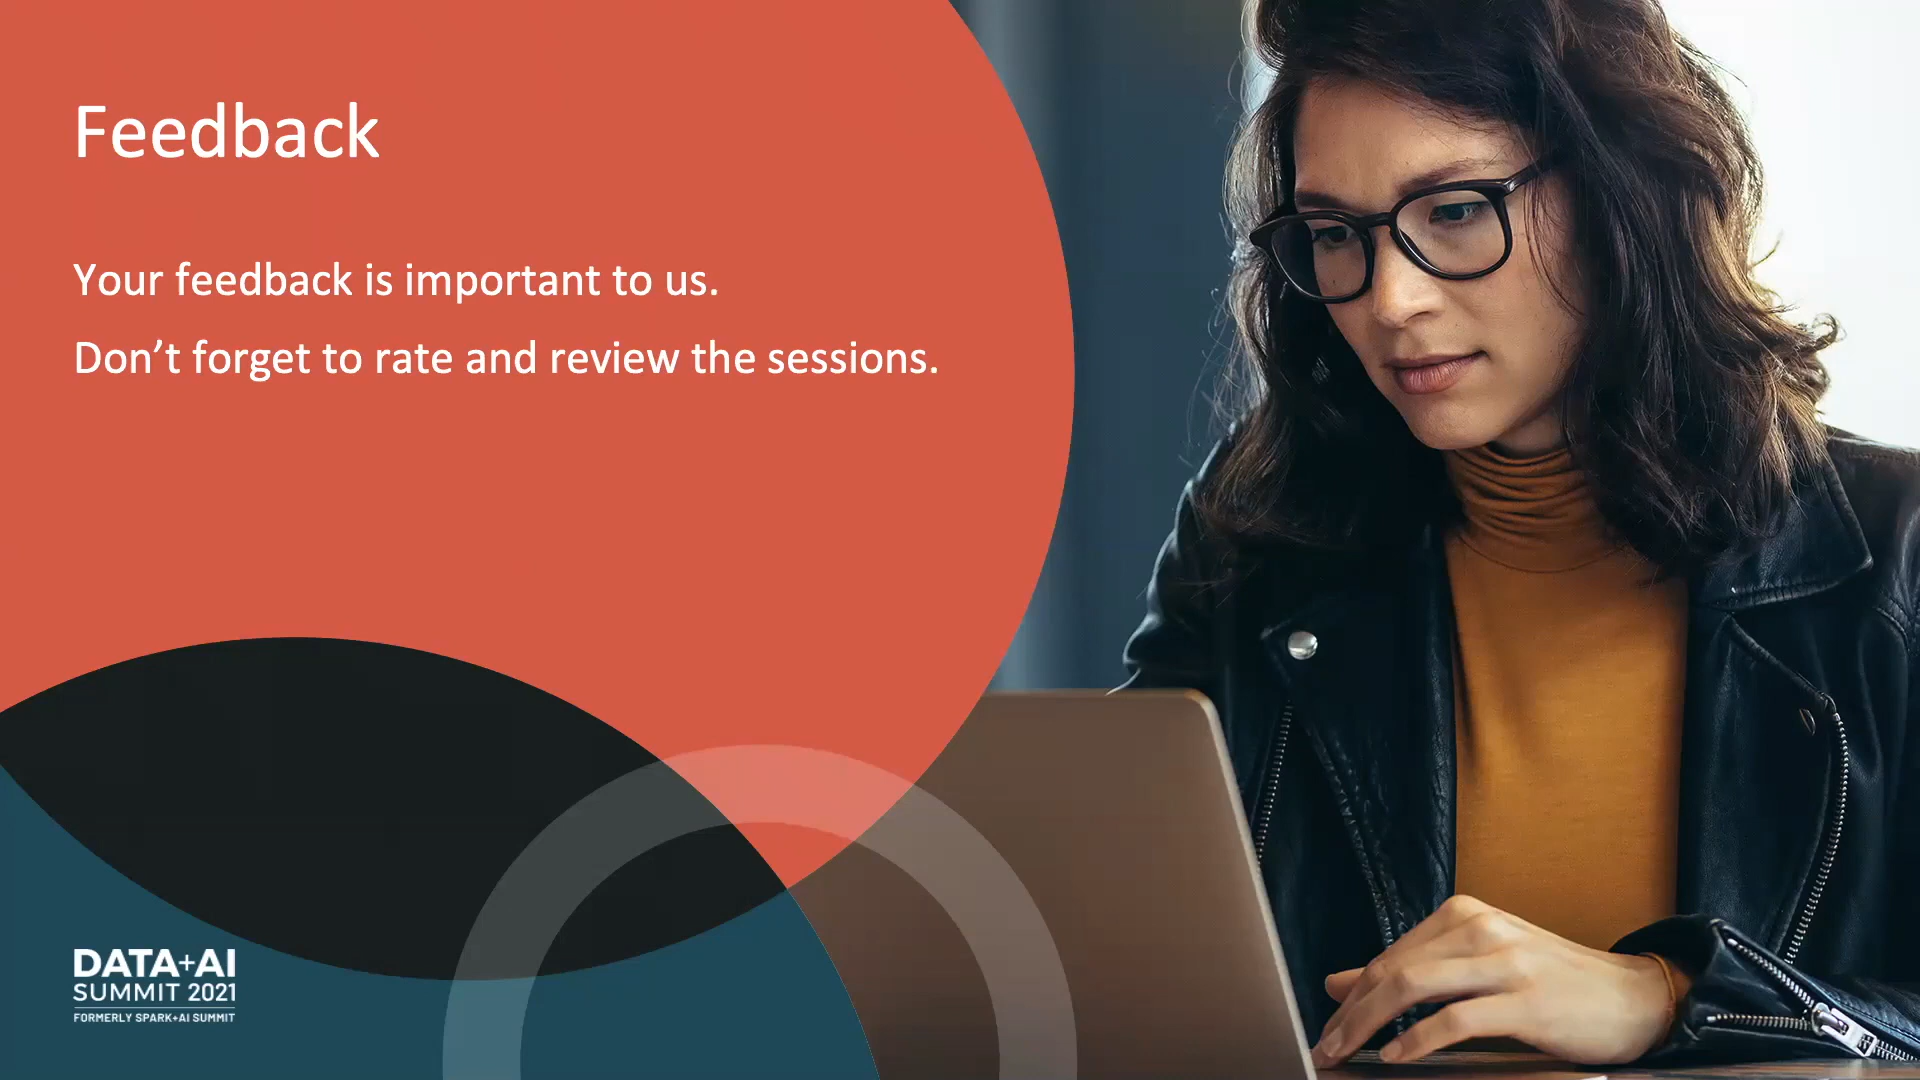 Feedback
Your feedback is important to us.
Don’t forget to rate and review the sessions.
DATA+AI
SUMMIT 2021
FORMERLY SPARK+AI SUMMIT